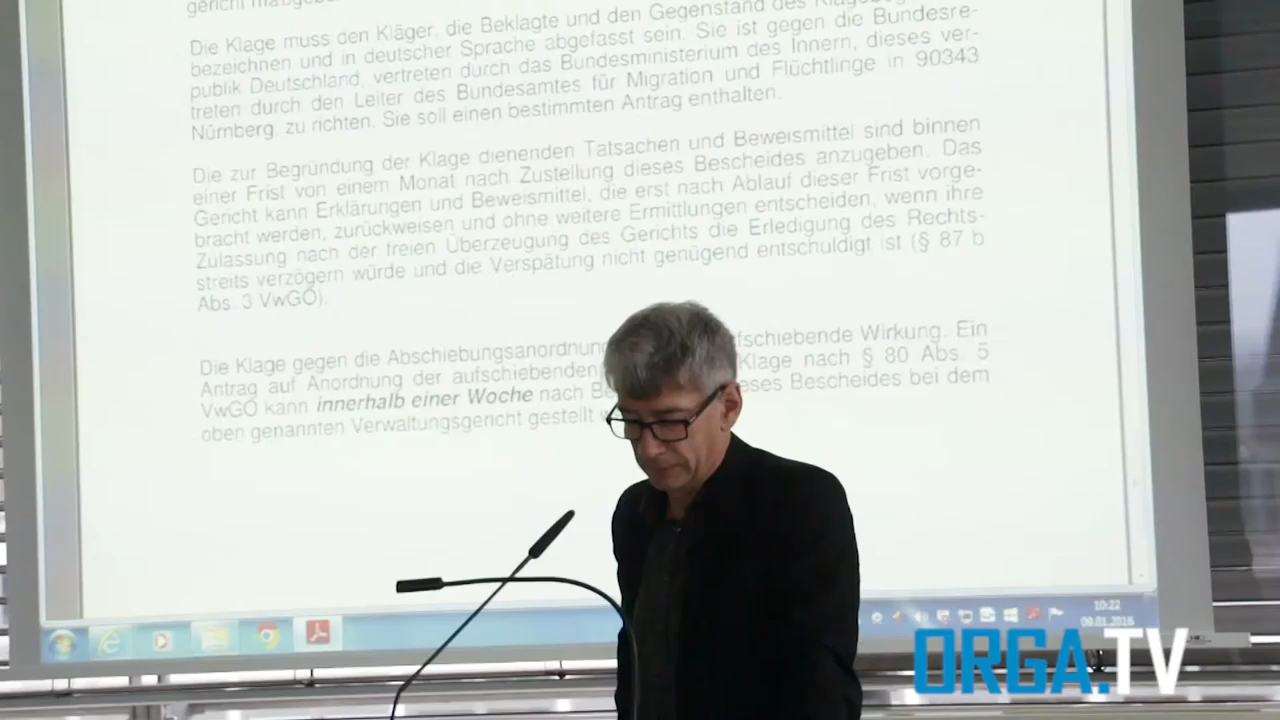 Die Klage muss den Kläger, die Beklagte und den Gegenstand des
bezeichnen und in deutscher Sprache abgefasst sein. Sie ist gegen die Bundesre-
publik Deutschland, vertreten durch das Bundesministerium des Innern, dieses ver-
treten durch den Leiter des Bundesamtes für Migration und Flüchtlinge in 90343
Nürnberg, zu richten. Sie soll einen bestimmten Antrag enthalten.
Die zur Begründung der Klage dienenden Tatsachen und Beweismittel sind binnen
einer Frist von einem Monat nach Zustellung dieses Bescheides anzugeben. Das
Gericht kann Erklärungen und Beweismittel, die erst nach Ablauf dieser Frist vorge-
bracht werden, zurückweisen und ohne weitere Ermittlungen entscheiden, wenn ihre
Zulassung nach der freien Überzeugung des Gerichts die Erledigung des Rechts-
streits verzögern würde und die Verspätung nicht genügend entschuldigt ist (§ 87 b
Abs. 3 VwGO).
Die Klage gegen die Abschiebungsanordnung fschiebende Wirkung. Ein
Antrag auf Anordnung der aufschiebenden Klage nach § 80 Abs. 5
VwGO kann innerhalb einer Woche nach Be eses Bescheides bei dem
oben genannten Verwaltungsgericht gestellt
10:22
09.01.2016
ORGA.TV